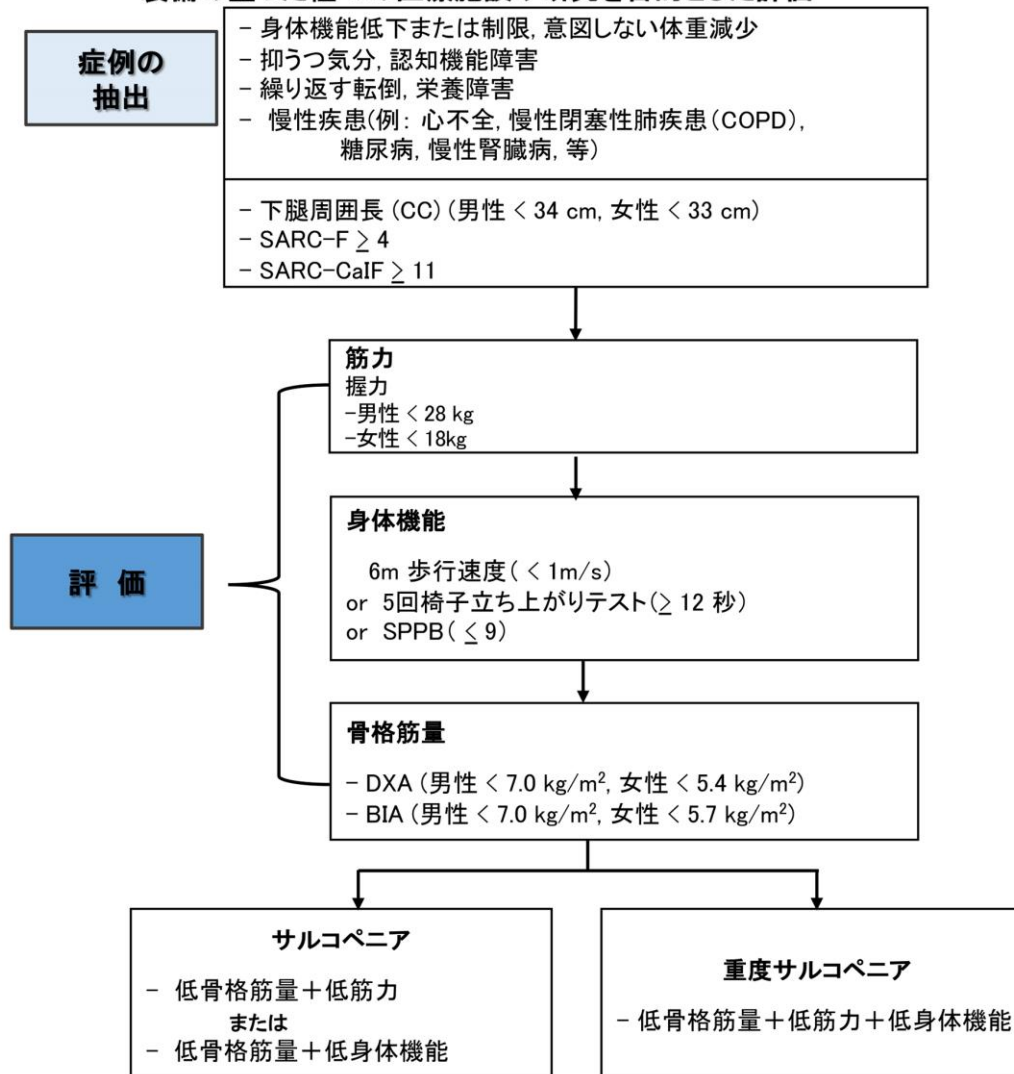 症例の
抽出
- 身体機能低下または制限, 意図しない体重減少
- 抑うつ気分, 認知機能障害
- 繰り返す転倒, 栄養障害
- 慢性疾患(例: 心不全, 慢性閉塞性肺疾患(COPD),
糖尿病, 慢性腎臓病, 等)
- 下腿周囲長 (CC) (男性 < 34 cm, 女性 < 33 cm)
- SARC-F ≥ 4
- SARC-CalF ≥ 11
筋力
握力
-男性 < 28 kg
-女性 < 18kg
評 価
身体機能
6m 歩行速度( < 1m/s)
or 5回椅子立ち上がりテスト(≥ 12 秒)
or SPPB( ≤ 9)
骨格筋量
- DXA (男性 < 7.0 kg/m², 女性 < 5.4 kg/m²)
- BIA (男性 < 7.0 kg/m², 女性 < 5.7 kg/m²)
サルコペニア
- 低骨格筋量+低筋力
または
- 低骨格筋量+低身体機能
重度サルコペニア
- 低骨格筋量+低筋力+低身体機能